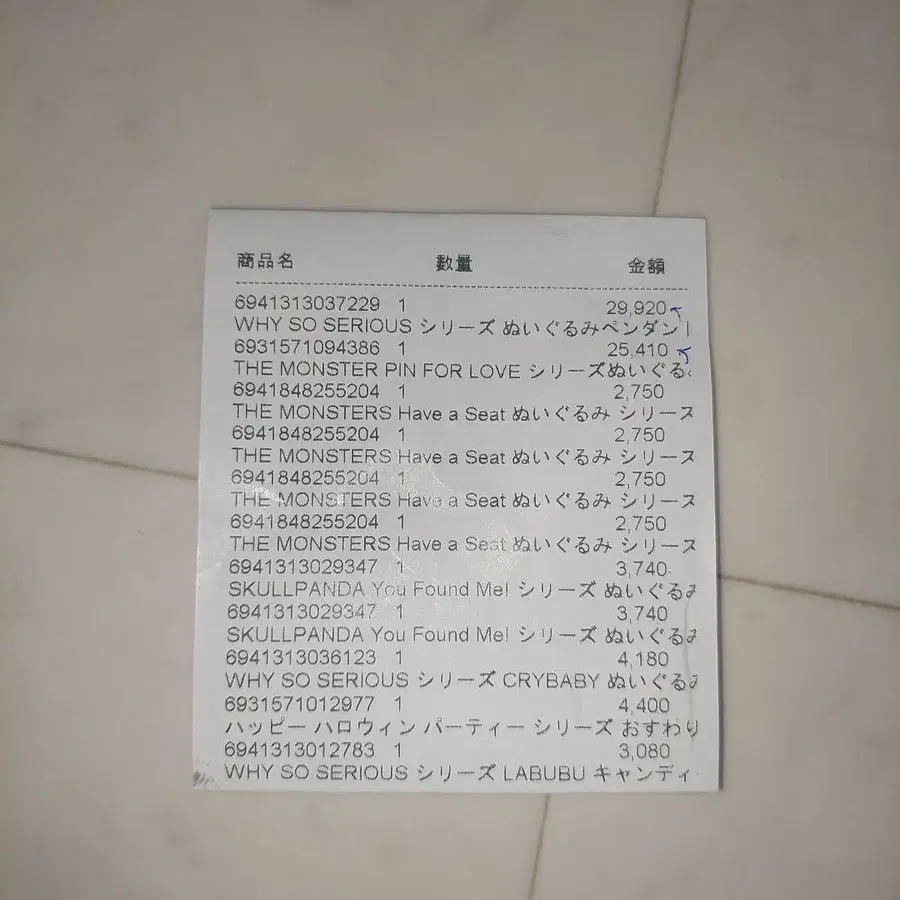 商品名 数量 金額
6941313037229 1 29,920
WHY SO SERIOUS シリーズ ぬいぐるみペンダン
6931571094386 1 25,410
THE MONSTER PIN FOR LOVE シリーズぬいぐる
6941848255204 1 2,750
THE MONSTERS Have a Seat ぬいぐるみ シリース
6941848255204 1 2,750
THE MONSTERS Have a Seat ぬいぐるみ シリース
6941848255204 1 2,750
THE MONSTERS Have a Seat ぬいぐるみ シリース
6941848255204 1 2,750
THE MONSTERS Have a Seat ぬいぐるみ シリース
6941313029347 1 3,740
SKULLPANDA You Found Me! シリーズ ぬいぐるみ
6941313029347 1 3,740
SKULLPANDA You Found Me! シリーズ ぬいぐるみ
6941313036123 1 4,180
WHY SO SERIOUS シリーズ CRYBABY ぬいぐるみ
6931571012977 1 4,400
ハッピー ハロウィン パーティー シリーズ おすわり
6941313012783 1 3,080
WHY SO SERIOUS シリーズ LABUBU キャンディ